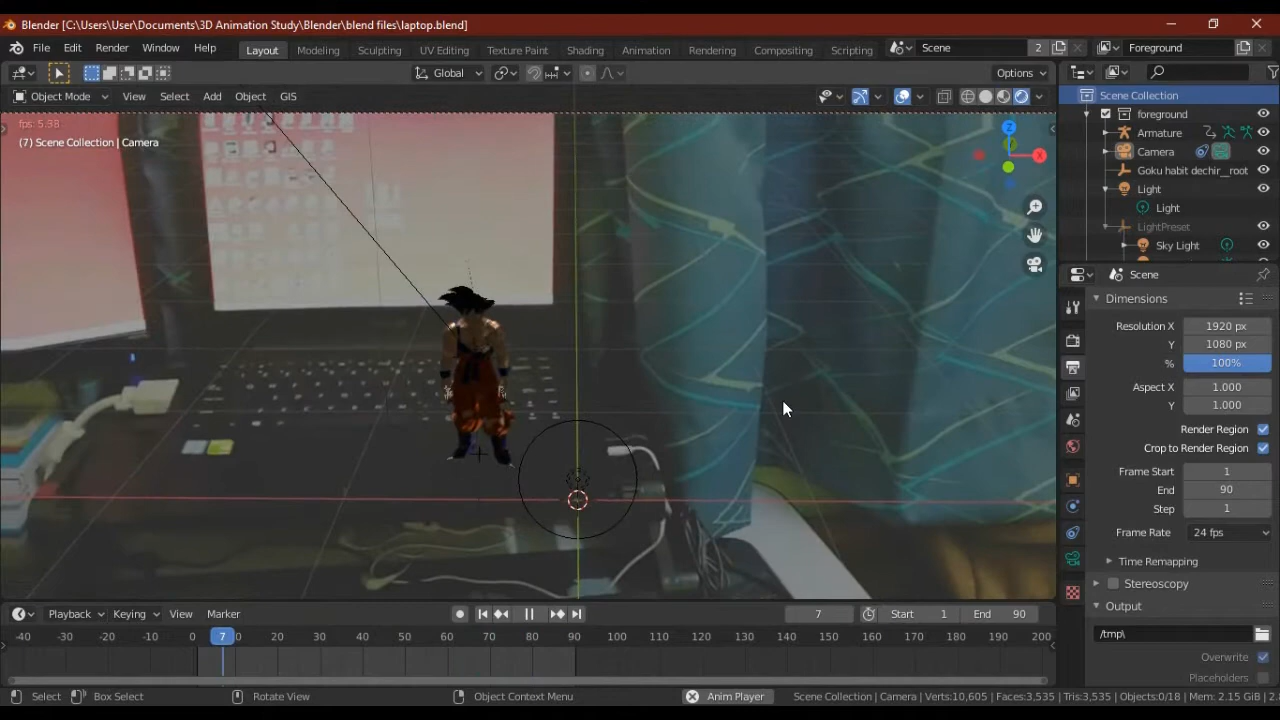 Blender [C:\Users\User\Documents\3D Animation Study\Blender\blend files\laptop.blend]
File Edit Render Window Help Layout Modeling Sculpting UV Editing Texture Paint Shading Animation Rendering Compositing Scripting Scene 2 Foreground
Global Options
Object Mode View Select Add Object GIS
Scene Collection
fps: 5.38
(7) Scene Collection | Camera
Z
X
foreground
Armature
Camera
Goku habit dechir_root
Light
Light
LightPreset
Sky Light
Scene
Dimensions
Resolution X 1920 px
Y 1080 px
% 100%
Aspect X 1.000
Y 1.000
Render Region
Crop to Render Region
Frame Start 1
End 90
Step 1
Frame Rate 24 fps
Time Remapping
Stereoscopy
Output
/tmp\
Overwrite
Placeholders
Playback Keying View Marker 7 Start 1 End 90
-40 -30 -20 -10 0 7 0 20 30 40 50 60 70 80 90 100 110 120 130 140 150 160 170 180 190 200
Select Box Select Rotate View Object Context Menu Anim Player Scene Collection | Camera | Verts:10,605 | Faces:3,535 | Tris:3,535 | Objects:0/18 | Mem: 2.15 GiB | 2.